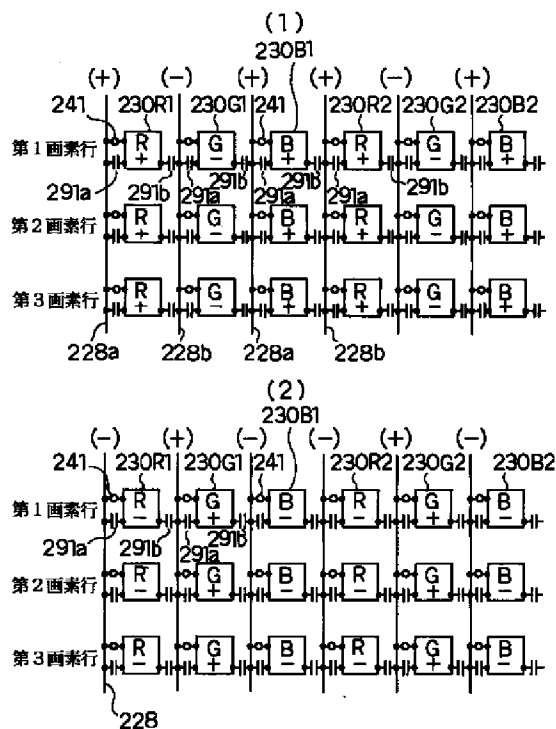 (1)
230B1
(+) (-) (+) (+) (-) (+)
241 230R1 230G1 241 230R2 230G2 230B2
第1画素行 R G B R G B
+ - + + - +
291a 291b 291a 291b 291a 291b 291a 291b
第2画素行 R G B R G B
+ - + + - +
第3画素行 R G B R G B
+ - + + - +
228a 228b 228a 228b
(2)
230B1
(-) (+) (-) (-) (+) (-)
241 230R1 230G1 241 230R2 230G2 230B2
第1画素行 R G B R G B
- + - - + -
291a 291b 291a 291b
第2画素行 R G B R G B
- + - - + -
第3画素行 R G B R G B
- + - - + -
228